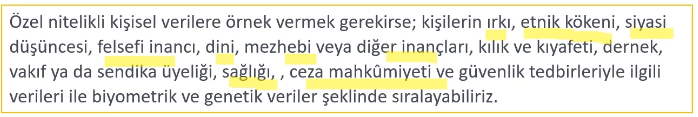 Özel nitelikli kişisel verilere örnek vermek gerekirse; kişilerin ırkı, etnik kökeni, siyasi
düşüncesi, felsefi inancı, dini, mezhebi veya diğer inançları, kılık ve kıyafeti, dernek,
vakıf ya da sendika üyeliği, sağlığı, , ceza mahkûmiyeti ve güvenlik tedbirleriyle ilgili
verileri ile biyometrik ve genetik veriler şeklinde sıralayabiliriz.